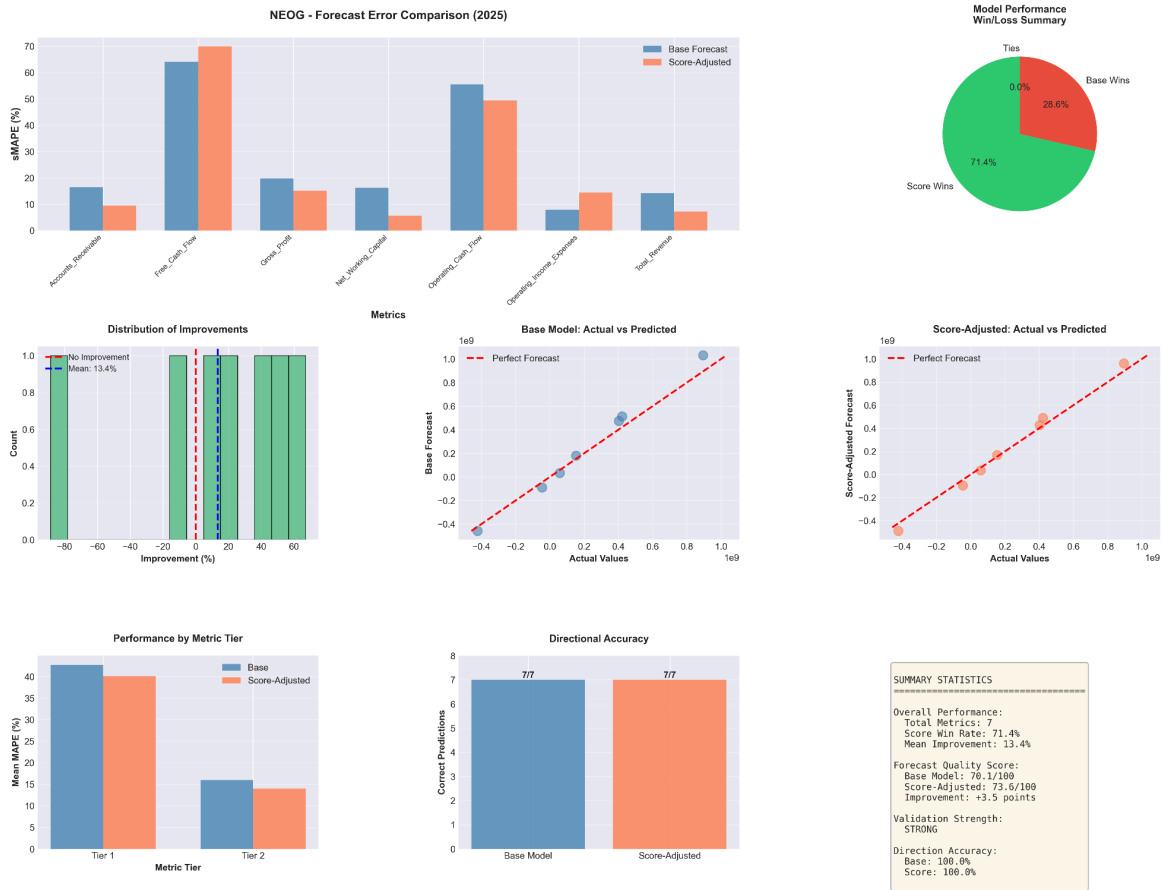 NEOG - Forecast Error Comparison (2025)
sMAPE (%)
70
60
50
40
30
20
10
0
Base Forecast
Score-Adjusted
Accounts_Receivable
Free_Cash_Flow
Gross_Profit
Net_Working_Capital
Operating_Cash_Flow
Operating_Income_Expenses
Total_Revenue
Metrics
Model Performance
Win/Loss Summary
Ties
0.0%
Base Wins
28.6%
71.4%
Score Wins
Distribution of Improvements
Count
1.0
0.8
0.6
0.4
0.2
0.0
No Improvement
Mean: 13.4%
−80 −60 −40 −20 0 20 40 60
Improvement (%)
Base Model: Actual vs Predicted
1e9
Base Forecast
1.0
0.8
0.6
0.4
0.2
0.0
−0.2
−0.4
Perfect Forecast
−0.4 −0.2 0.0 0.2 0.4 0.6 0.8 1.0
1e9
Actual Values
Score-Adjusted: Actual vs Predicted
1e9
Score-Adjusted Forecast
1.0
0.8
0.6
0.4
0.2
0.0
−0.2
−0.4
Perfect Forecast
−0.4 −0.2 0.0 0.2 0.4 0.6 0.8 1.0
1e9
Actual Values
Performance by Metric Tier
Mean MAPE (%)
40
35
30
25
20
15
10
5
0
Base
Score-Adjusted
Tier 1 Tier 2
Metric Tier
Directional Accuracy
Correct Predictions
8
7
6
5
4
3
2
1
0
7/7 7/7
Base Model Score-Adjusted
SUMMARY STATISTICS
===================================
Overall Performance:
Total Metrics: 7
Score Win Rate: 71.4%
Mean Improvement: 13.4%
Forecast Quality Score:
Base Model: 70.1/100
Score-Adjusted: 73.6/100
Improvement: +3.5 points
Validation Strength:
STRONG
Direction Accuracy:
Base: 100.0%
Score: 100.0%